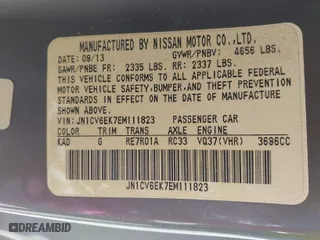 MANUFACTURED BY NISSAN MOTOR CO.,LTD.
DATE: 09/13 GVWR/PNBV: 4656 LBS.
GAWR/PNBE FR: 2335 LBS. RR: 2337 LBS.
THIS VEHICLE CONFORMS TO ALL APPLICABLE
FEDERAL MOTOR VEHICLE SAFETY, BUMPER, AND THEFT
PREVENTION STANDARDS IN EFFECT ON THE
DATE OF MANUFACTURE SHOWN ABOVE.
VIN: JN1CV6EK7EM111823 PASSENGER CAR
COLOR TRIM TRANS AXLE ENGINE
KAD G RE7R01A RC33 VQ37(VHR) 3696CC
JN1CV6EK7EM111823
DREAMBID